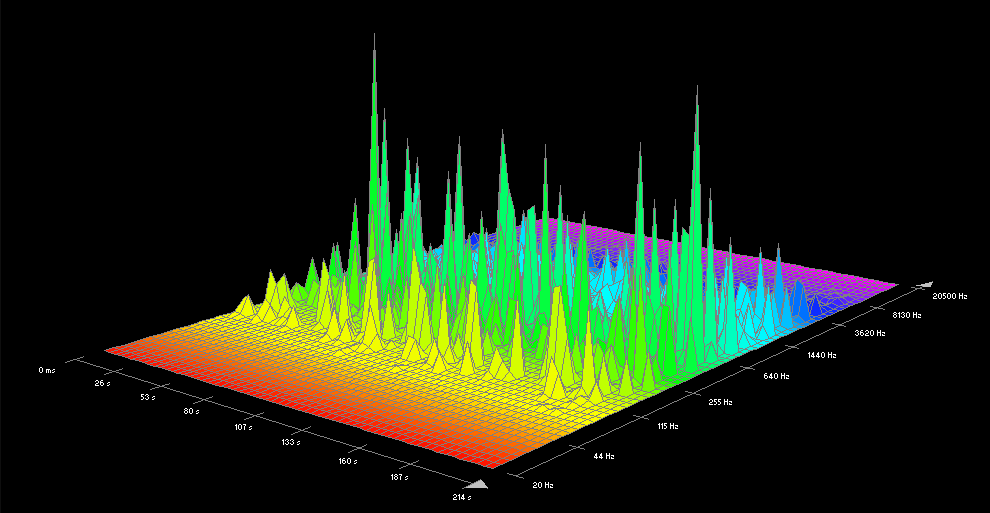 0 ms
26 s
53 s
80 s
107 s
133 s
160 s
187 s
214 s
20 Hz
44 Hz
115 Hz
255 Hz
640 Hz
1440 Hz
3620 Hz
8130 Hz
20500 Hz